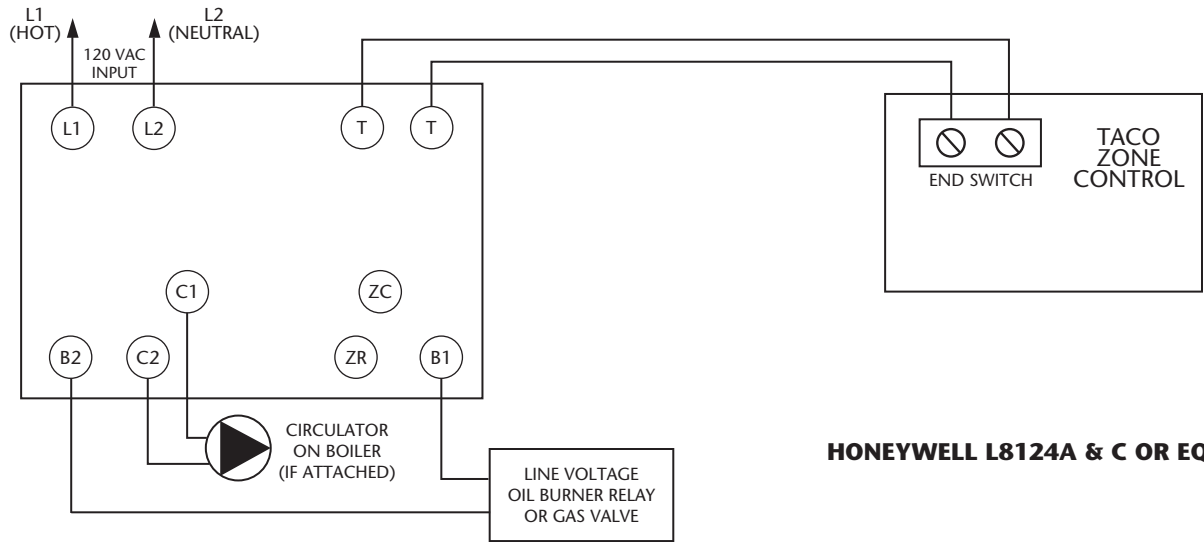 L1
(HOT)
L2
(NEUTRAL)
120 VAC
INPUT
L1
L2
T
T
TACO
ZONE
CONTROL
END SWITCH
C1
ZC
B2
C2
ZR
B1
CIRCULATOR
ON BOILER
(IF ATTACHED)
LINE VOLTAGE
OIL BURNER RELAY
OR GAS VALVE
HONEYWELL L8124A & C OR EQ